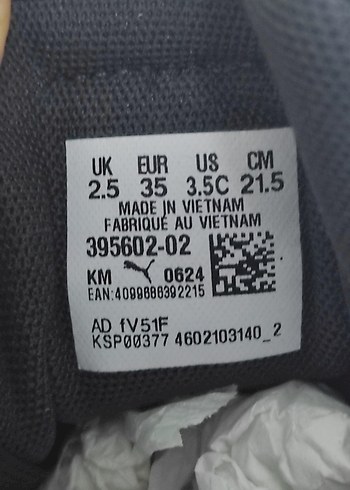 UK EUR US CM
2.5 35 3.5C 21.5
MADE IN VIETNAM
FABRIQUÉ AU VIETNAM
395602-02
KM 0624
EAN:4099686392215
AD fV51F
KSP00377 4602103140_2